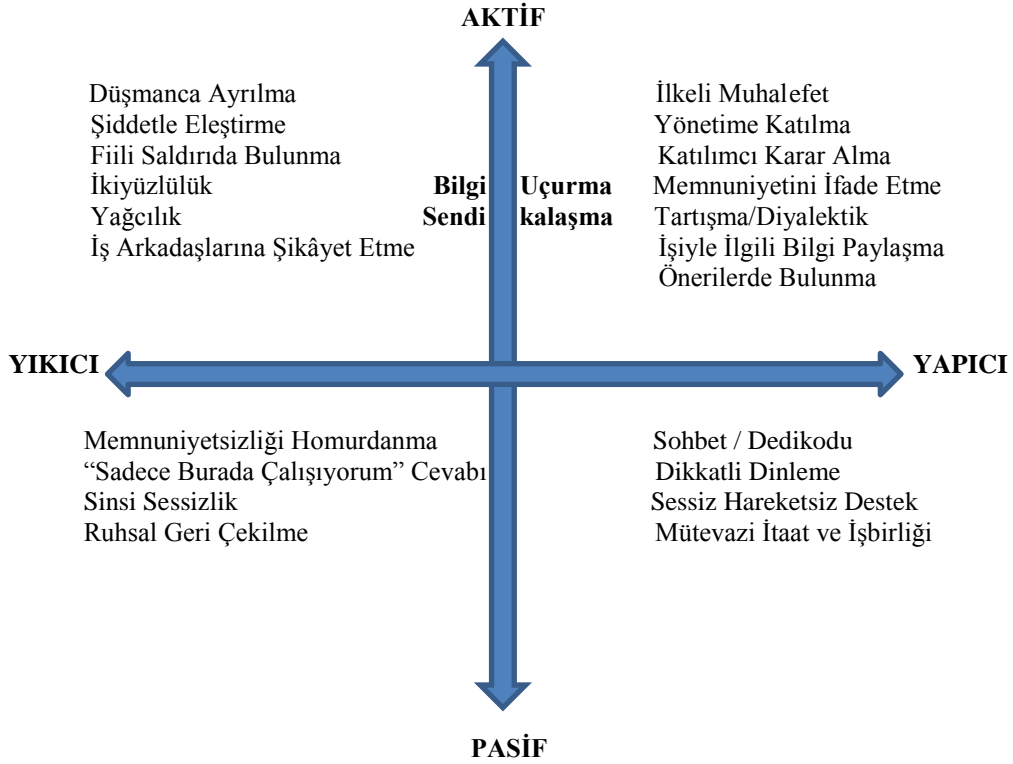 AKTİF
Düşmanca Ayrılma
Şiddetle Eleştirme
Fiili Saldırıda Bulunma
İkiyüzlülük
Yağcılık
İş Arkadaşlarına Şikâyet Etme
Bilgi Uçurma
Sendikalaşma
İlkeli Muhalefet
Yönetime Katılma
Katılımcı Karar Alma
Memnuniyetini İfade Etme
Tartışma/Diyalektik
İşiyle İlgili Bilgi Paylaşma
Önerilerde Bulunma
YIKICI
YAPICI
Memnuniyetsizliği Homurdanma
“Sadece Burada Çalışıyorum” Cevabı
Sinsi Sessizlik
Ruhsal Geri Çekilme
Sohbet / Dedikodu
Dikkatli Dinleme
Sessiz Hareketsiz Destek
Mütevazi İtaat ve İşbirliği
PASİF